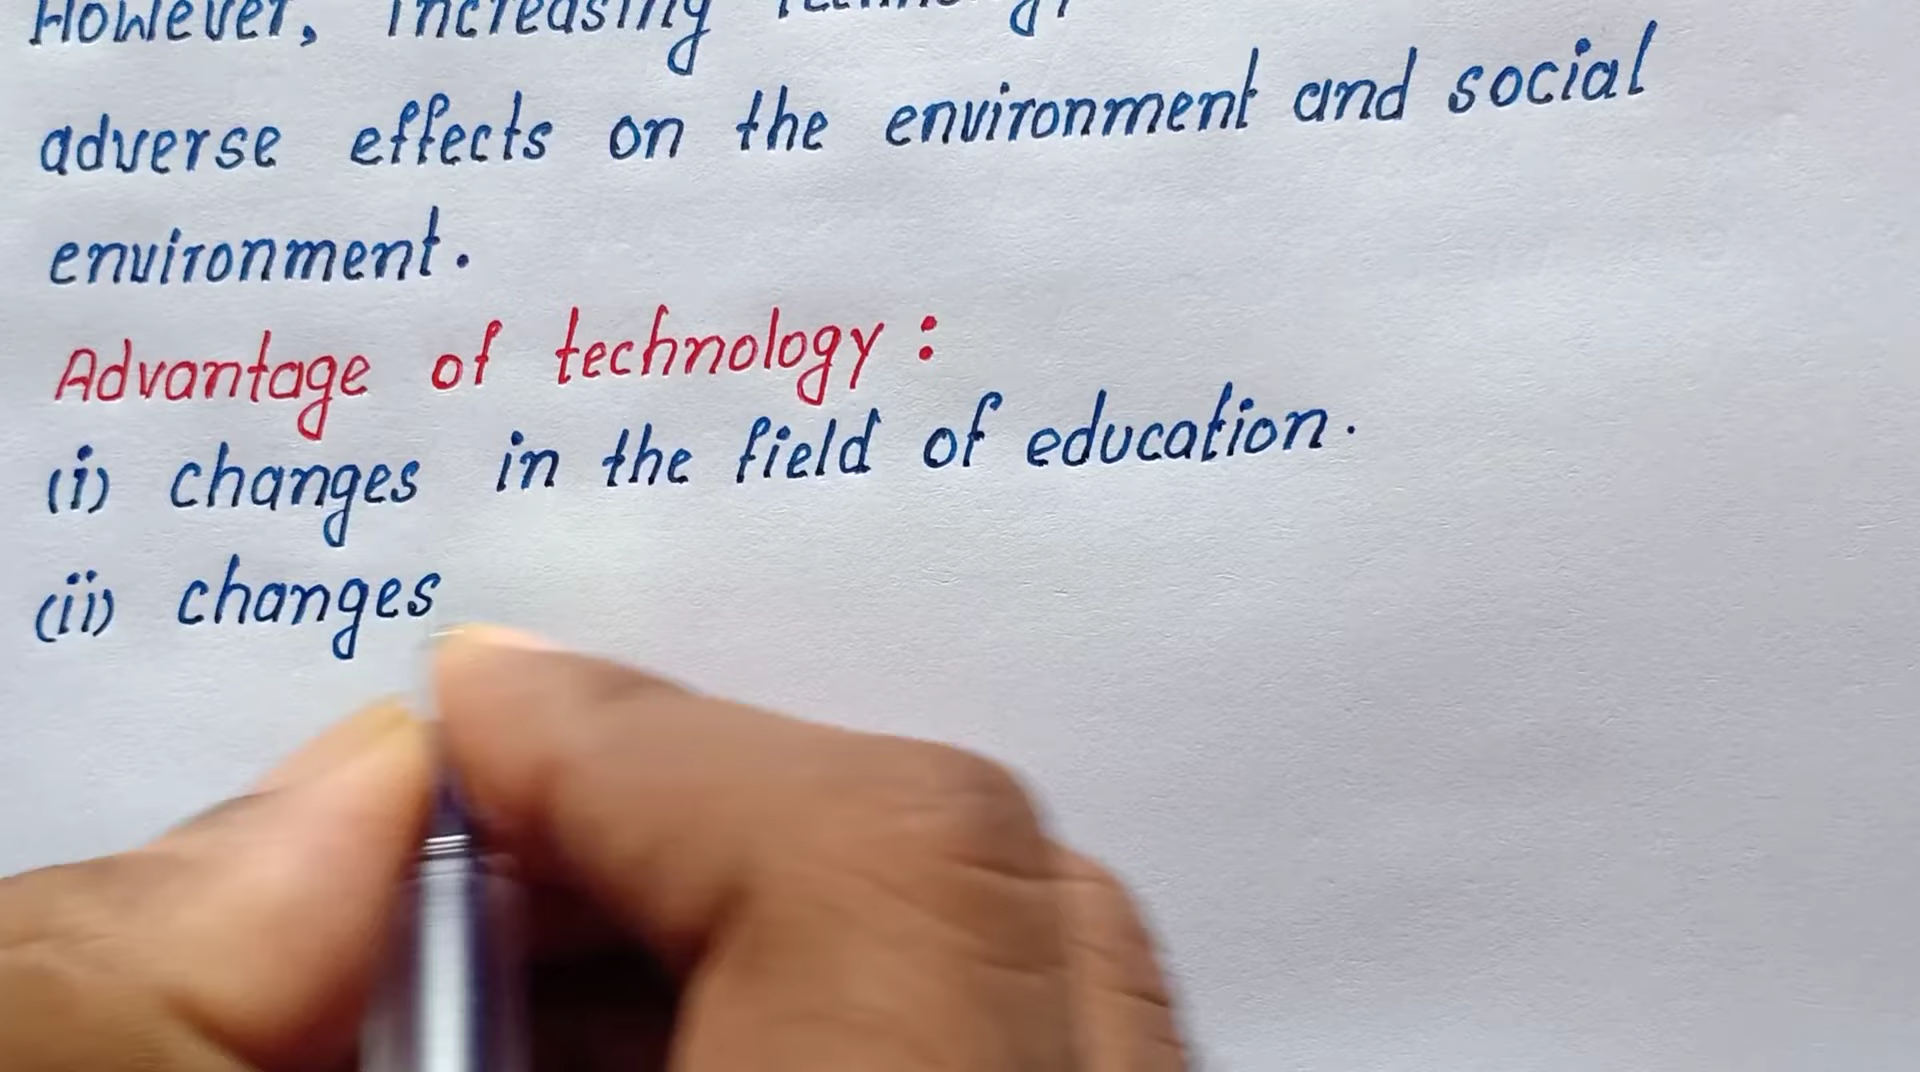 However, increasing technology
adverse effects on the environment and social
environment.
Advantage of technology :
(i) changes in the field of education.
(ii) changes